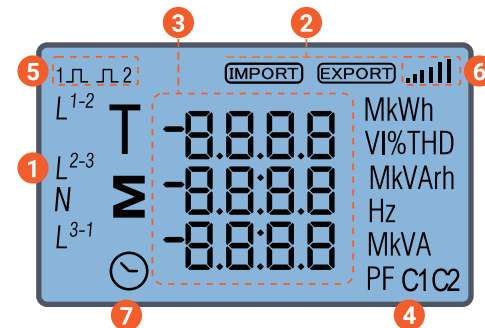 3 2
5 1 2 IMPORT EXPORT 6
L1-2 T -8.8.8.8 MkWh
VI%THD
1 L2-3 -8.8:8.8 MkVArh
N Σ Hz
L3-1 -8.8:8.8 MkVA
PF C1C2
7 4